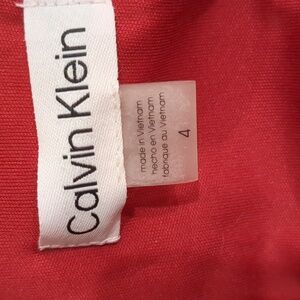 Calvin Klein
made in Vietnam
hecho en Vietnam
fabriqué au Vietnam
4